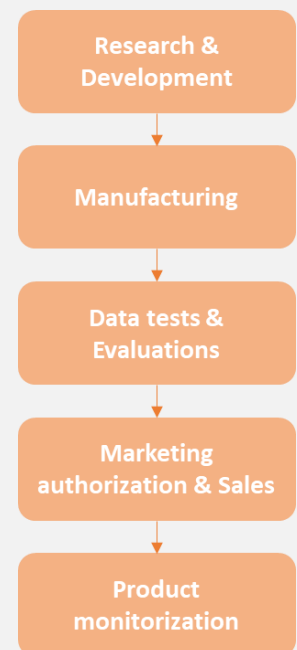 Research &
Development
Manufacturing
Data tests &
Evaluations
Marketing
authorization & Sales
Product
monitorization